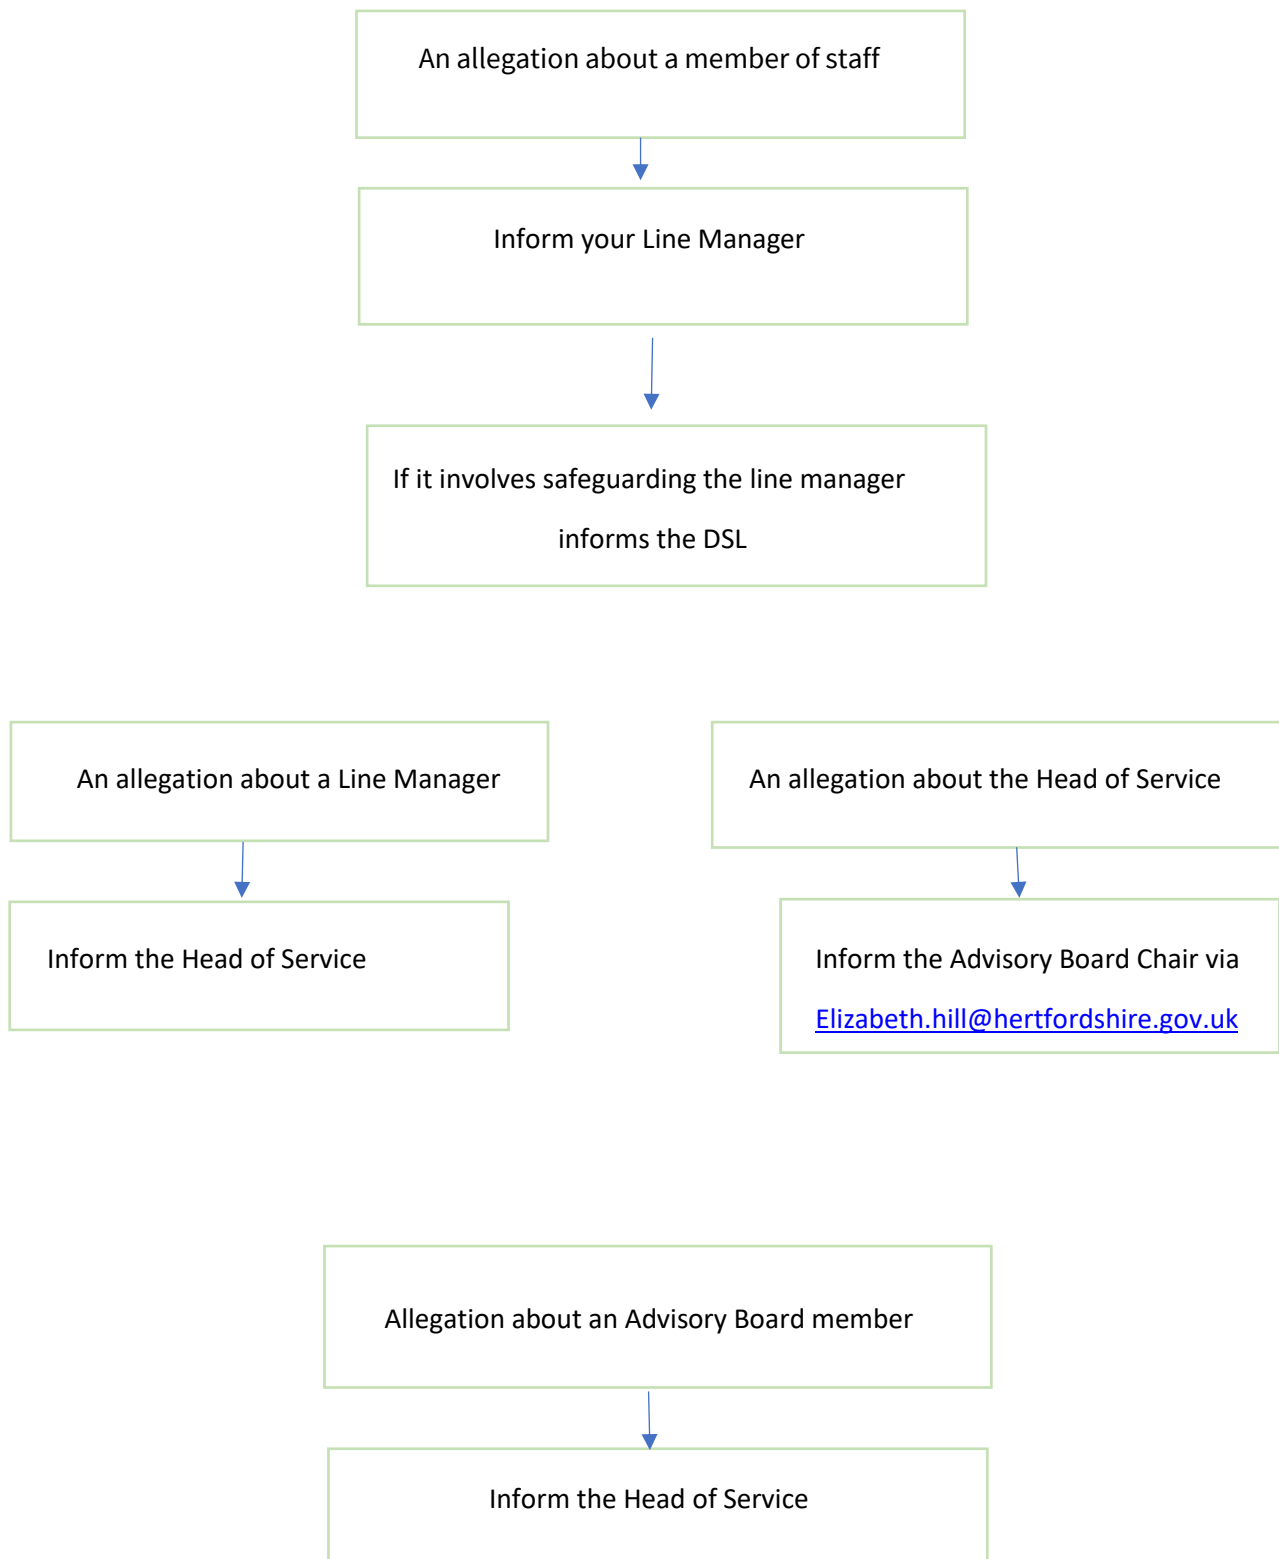 An allegation about a member of staff
Inform your Line Manager
If it involves safeguarding the line manager
informs the DSL
An allegation about a Line Manager
Inform the Head of Service
An allegation about the Head of Service
Inform the Advisory Board Chair via
Elizabeth.hill@hertfordshire.gov.uk
Allegation about an Advisory Board member
Inform the Head of Service